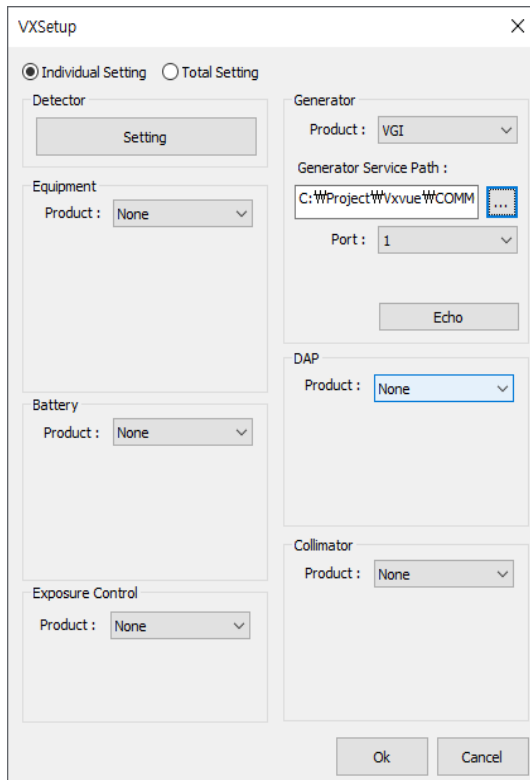 VXSetup
Individual Setting
Total Setting
Detector
Setting
Equipment
Product : None
Battery
Product : None
Exposure Control
Product : None
Generator
Product : VGI
Generator Service Path :
C:₩Project₩Vxvue₩COMM
...
Port : 1
Echo
DAP
Product : None
Collimator
Product : None
Ok
Cancel